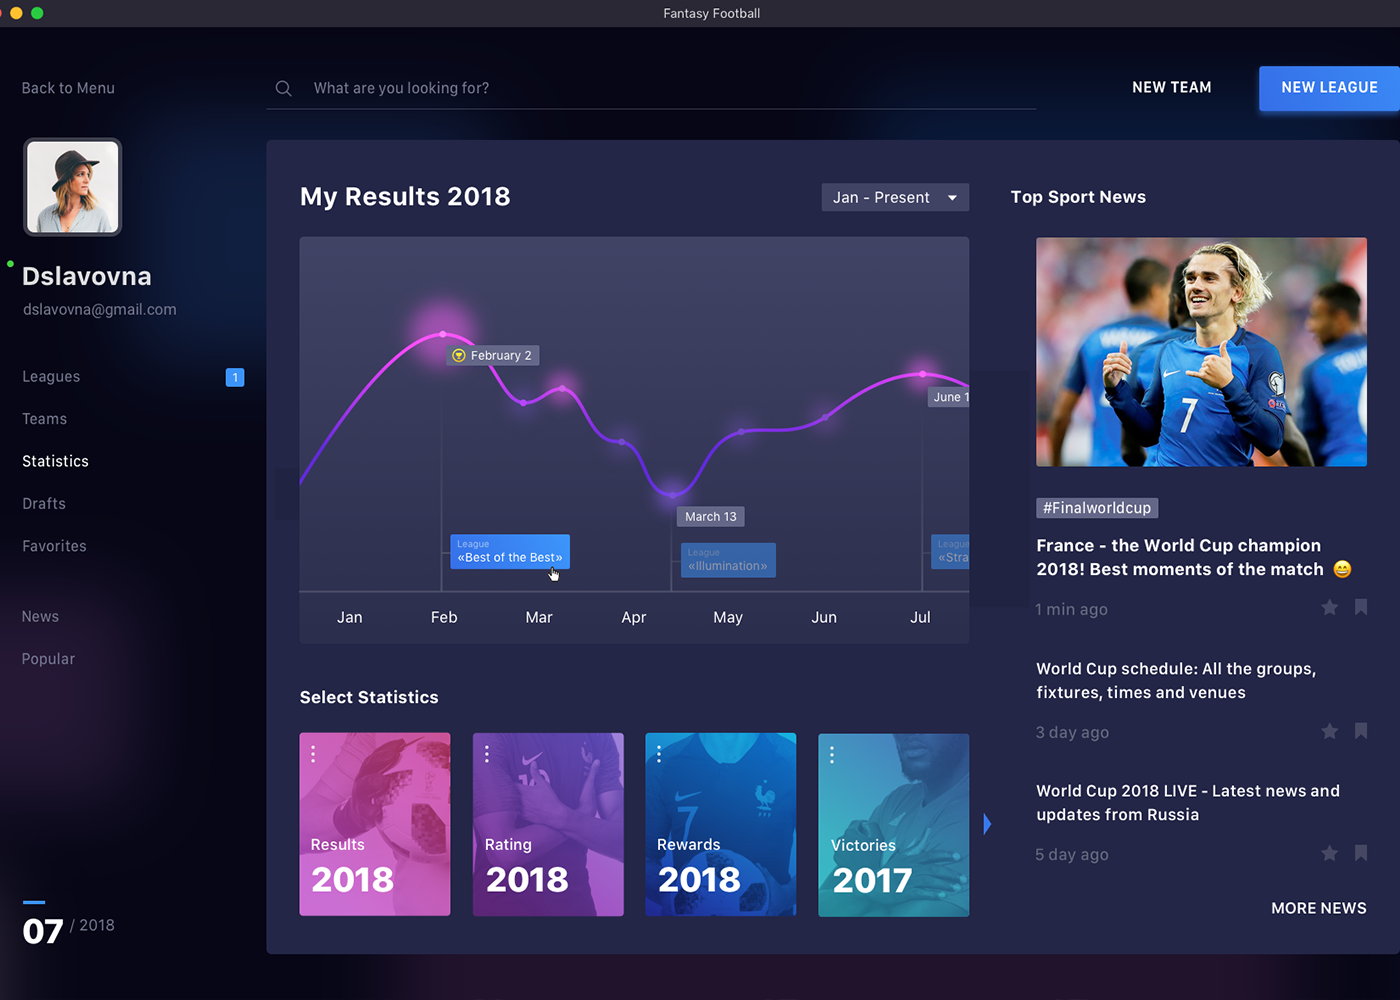 Fantasy Football
Back to Menu
What are you looking for?
NEW TEAM
NEW LEAGUE
Dslavovna
dslavovna@gmail.com
Leagues
1
Teams
Statistics
Drafts
Favorites
News
Popular
07 / 2018
My Results 2018
Jan - Present
February 2
June 1
March 13
League
«Best of the Best»
League
«Illumination»
League
«Stra
Jan Feb Mar Apr May Jun Jul
Select Statistics
Results
2018
Rating
2018
7
Rewards
2018
Victories
2017
Top Sport News
7
#Finalworldcup
France - the World Cup champion
2018! Best moments of the match 😄
1 min ago
World Cup schedule: All the groups,
fixtures, times and venues
3 day ago
World Cup 2018 LIVE - Latest news and
updates from Russia
5 day ago
MORE NEWS